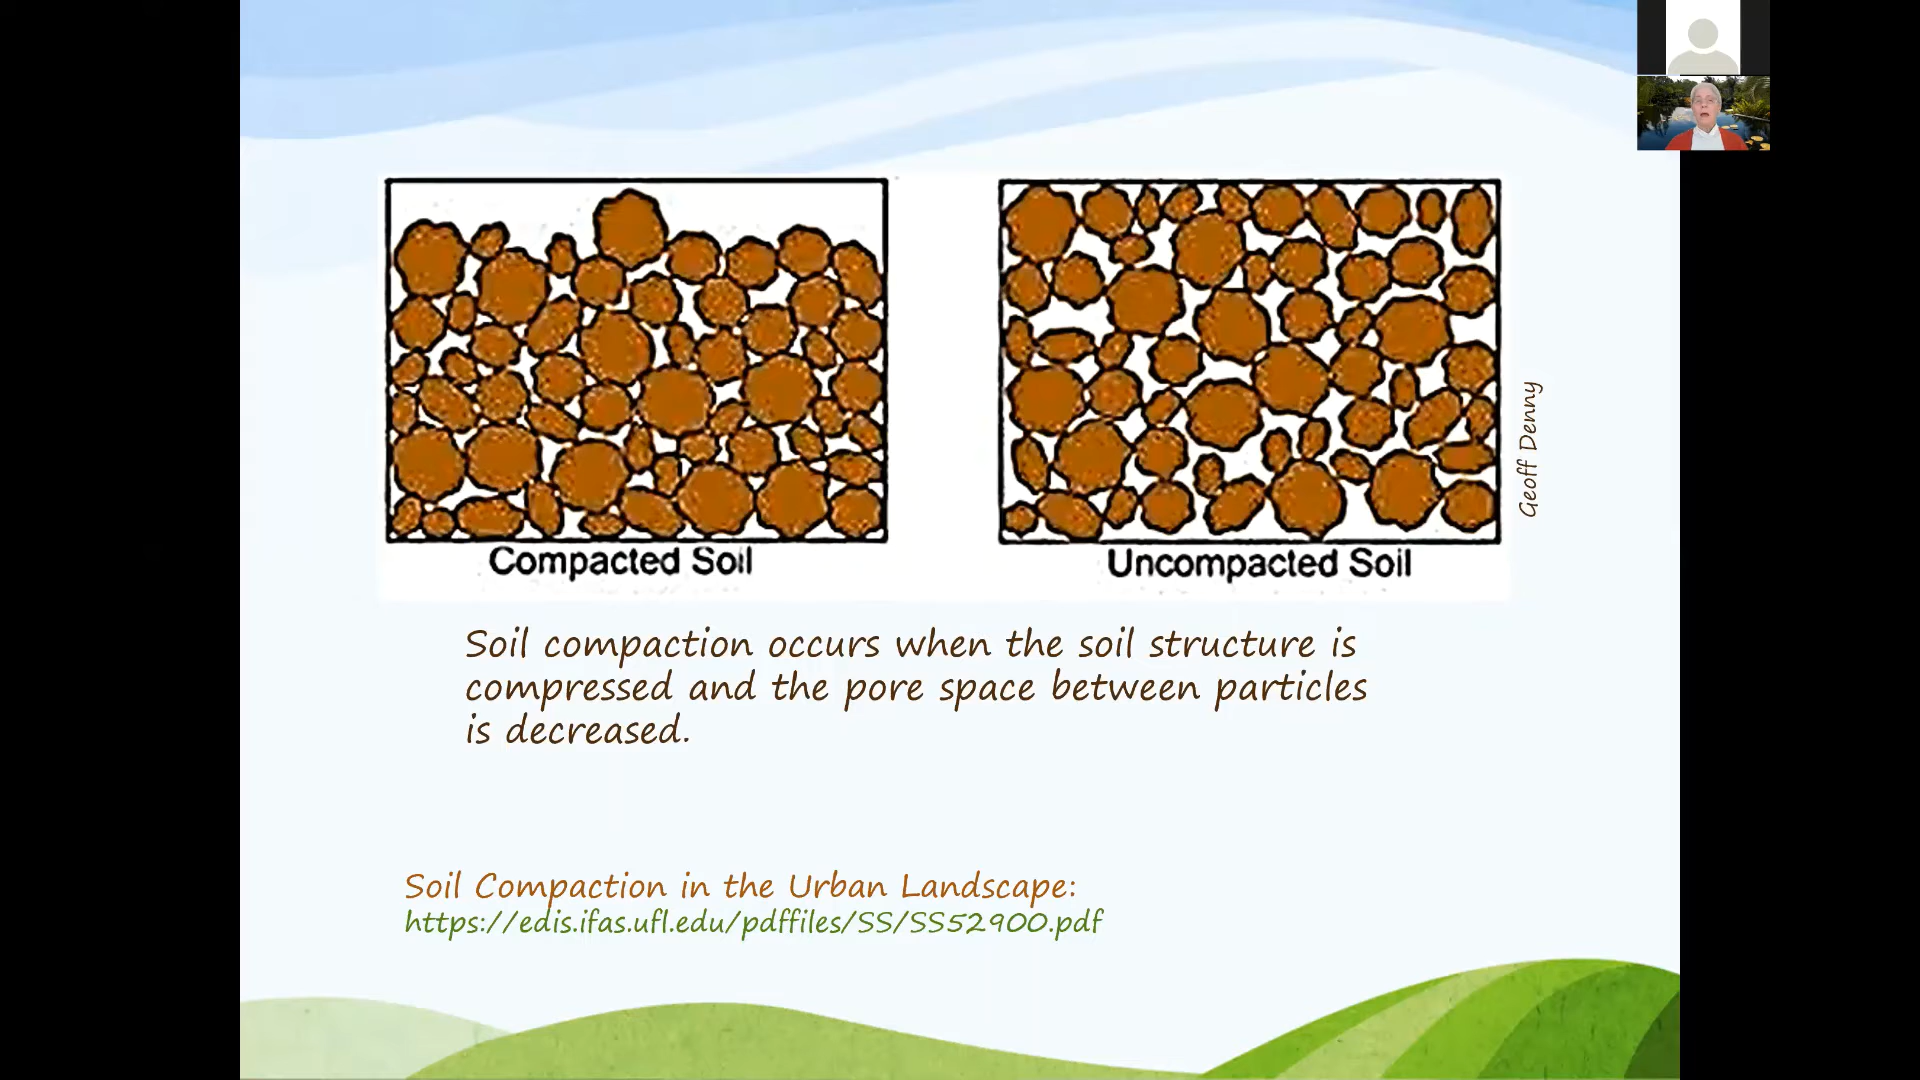 Compacted Soil
Uncompacted Soil
Geoff Denny
Soil compaction occurs when the soil structure is
compressed and the pore space between particles
is decreased.
Soil Compaction in the Urban Landscape:
https://edis.ifas.ufl.edu/pdffiles/SS/SS52900.pdf